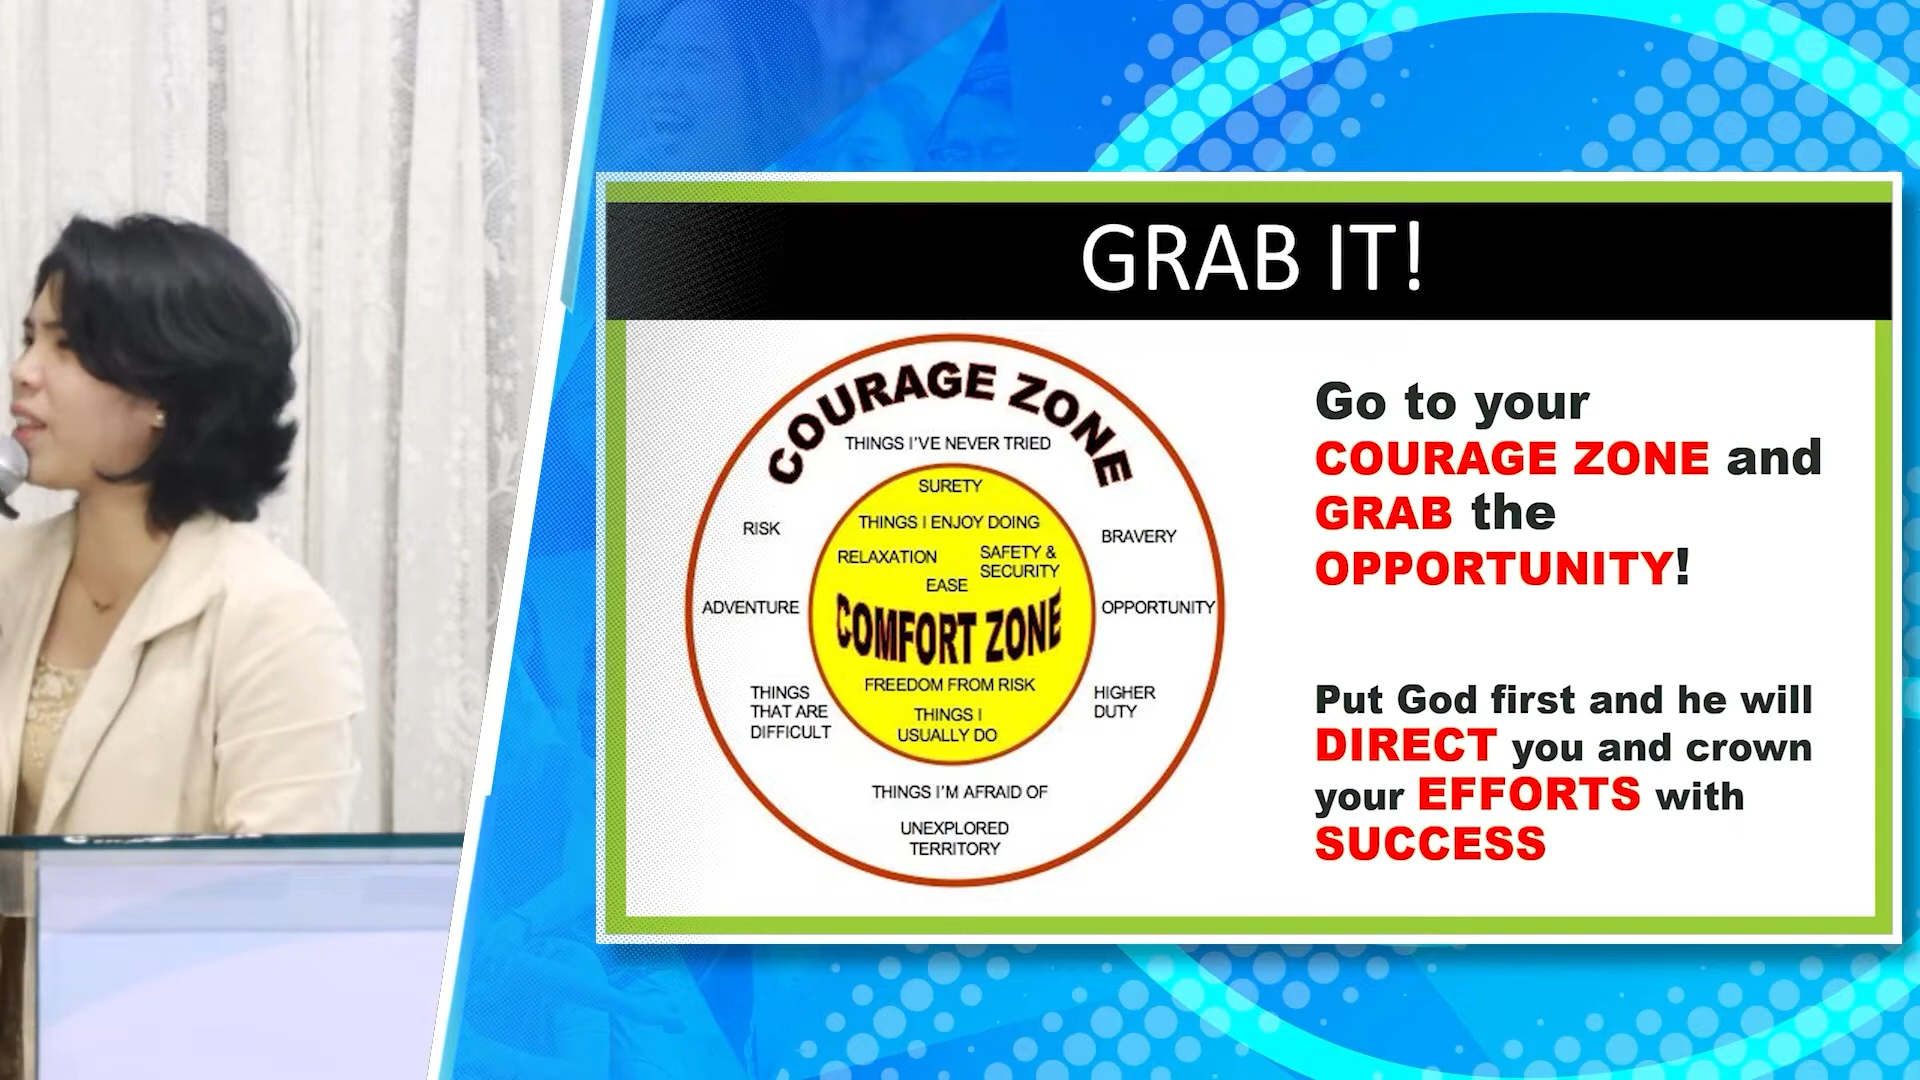 GRAB IT!
COURAGE ZONE
THINGS I'VE NEVER TRIED
SURETY
THINGS I ENJOY DOING
RELAXATION
SAFETY &
SECURITY
EASE
COMFORT ZONE
FREEDOM FROM RISK
THINGS I
USUALLY DO
RISK
BRAVERY
ADVENTURE
OPPORTUNITY
THINGS
THAT ARE
DIFFICULT
HIGHER
DUTY
THINGS I'M AFRAID OF
UNEXPLORED
TERRITORY
Go to your
COURAGE ZONE and
GRAB the
OPPORTUNITY!
Put God first and he will
DIRECT you and crown
your EFFORTS with
SUCCESS